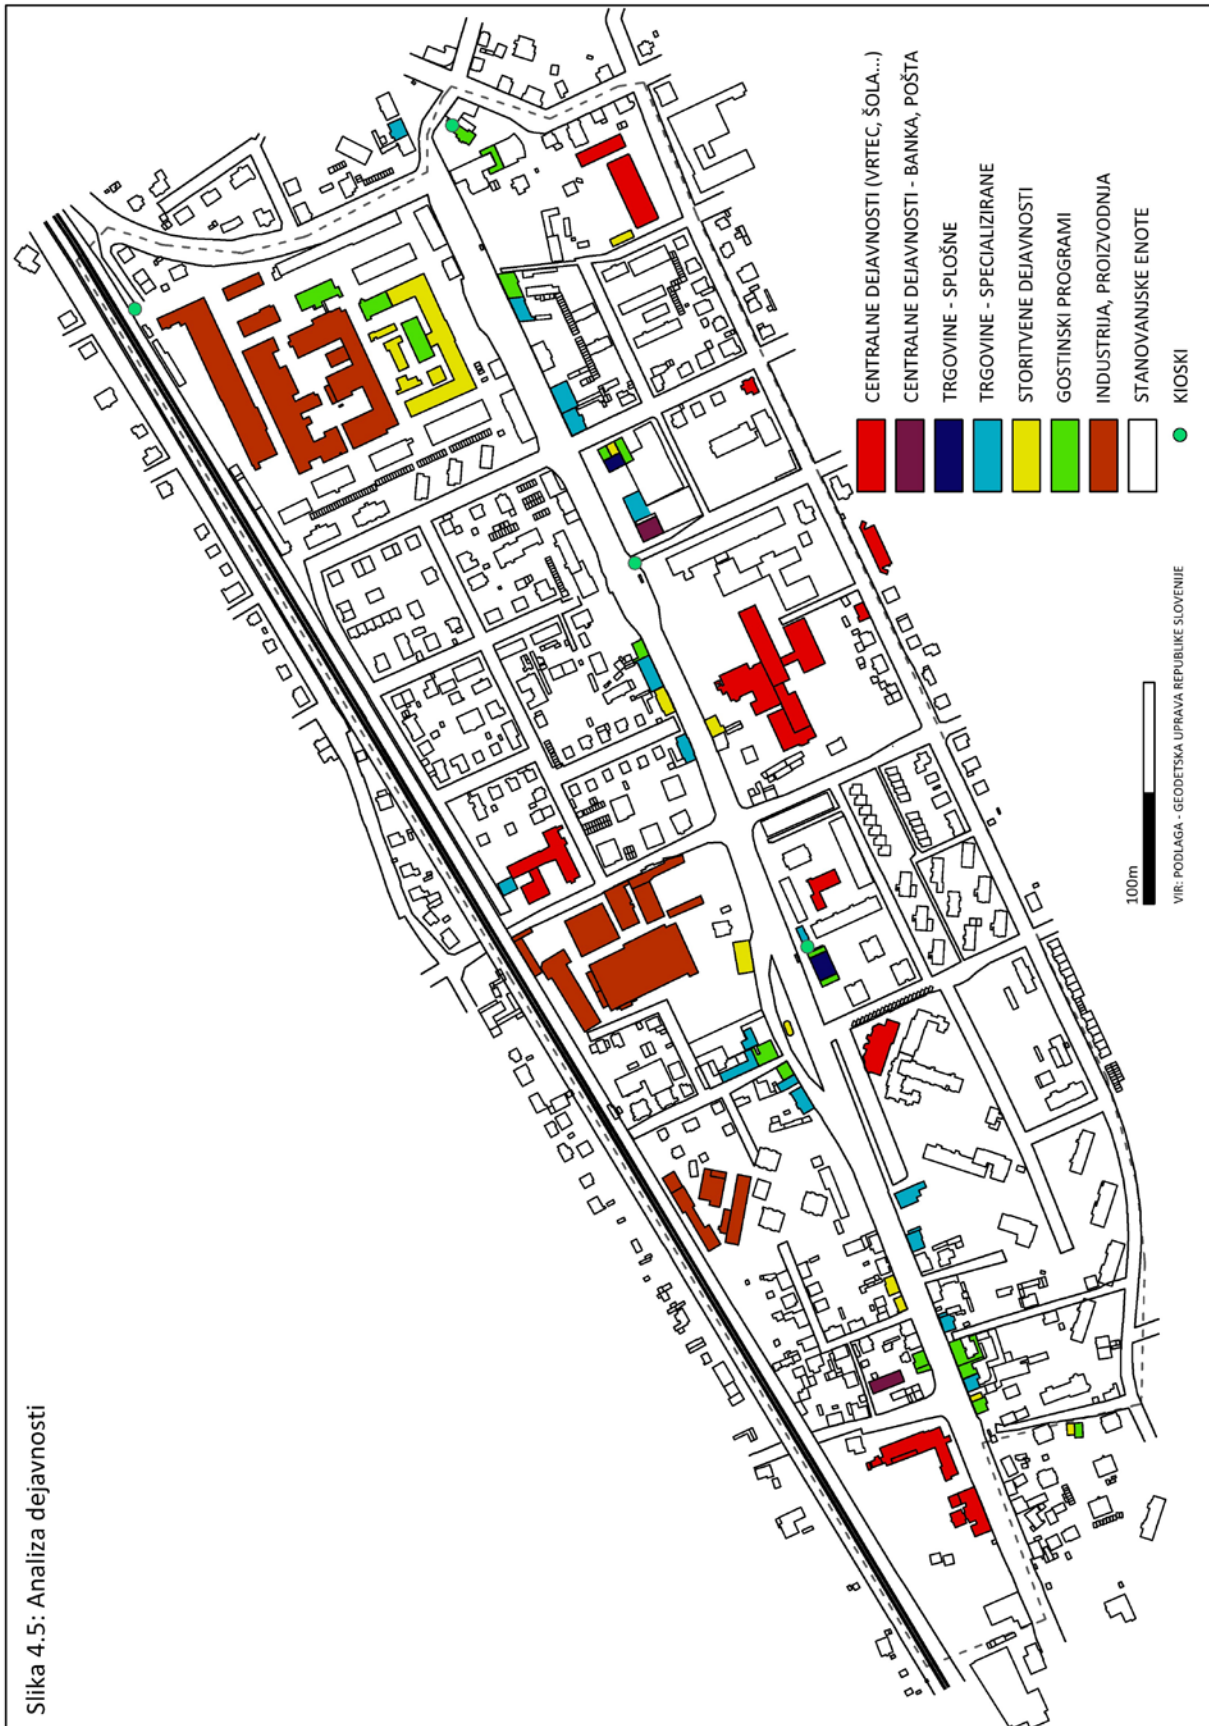 Slika 4.5: Analiza dejavnosti
CENTRALNE DEJAVNOSTI (VRTEC, ŠOLA...)
CENTRALNE DEJAVNOSTI - BANKA, POŠTA
TRGOVINE - SPLOŠNE
TRGOVINE - SPECIALIZIRANE
STORITVENE DEJAVNOSTI
GOSTINSKI PROGRAMI
INDUSTRIJA, PROIZVODNJA
STANOVANJSKE ENOTE
KIOSKI
100m
VIR: PODLAGA - GEODETSKA UPRAVA REPUBLIKE SLOVENIJE